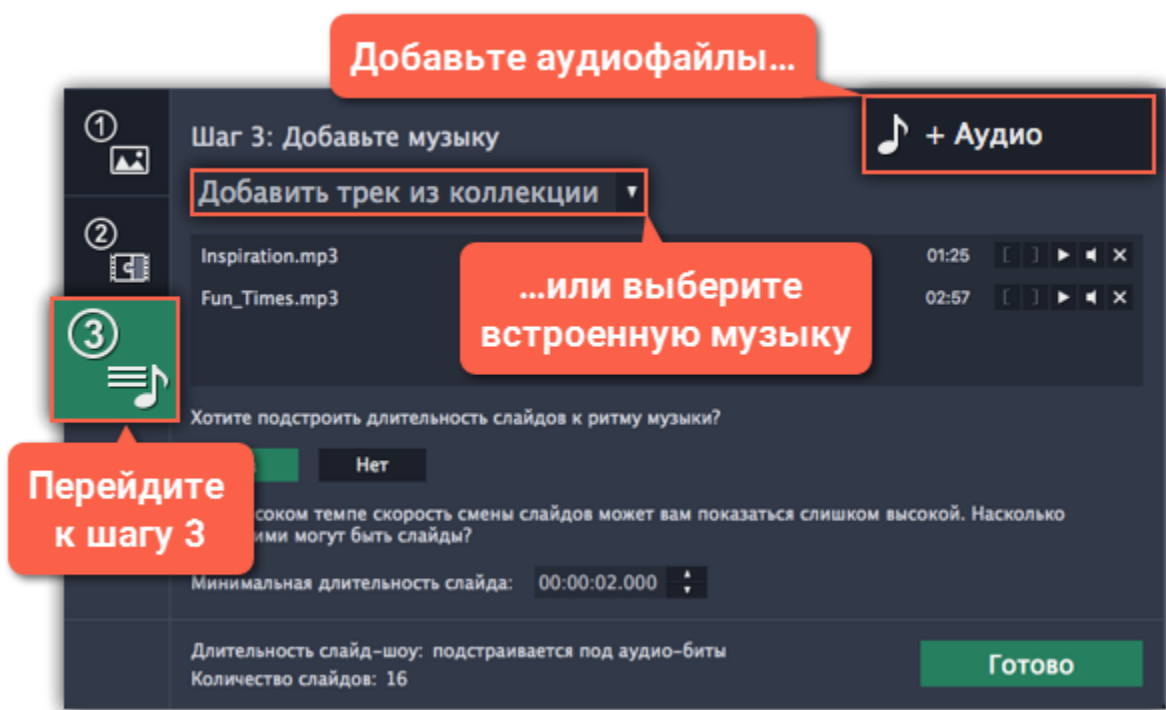 Добавьте аудиофайлы…
①
Шаг 3: Добавьте музыку
+ Аудио
Добавить трек из коллекции
②
Inspiration.mp3 01:25
Fun_Times.mp3 02:57
…или выберите
встроенную музыку
③
Хотите подстроить длительность слайдов к ритму музыки?
Нет
Перейдите
к шагу 3
темпе скорость смены слайдов может вам показаться слишком высокой. Насколько
могут быть слайды?
Минимальная длительность слайда: 00:00:02.000
Длительность слайд-шоу: подстраивается под аудио-биты
Количество слайдов: 16
Готово